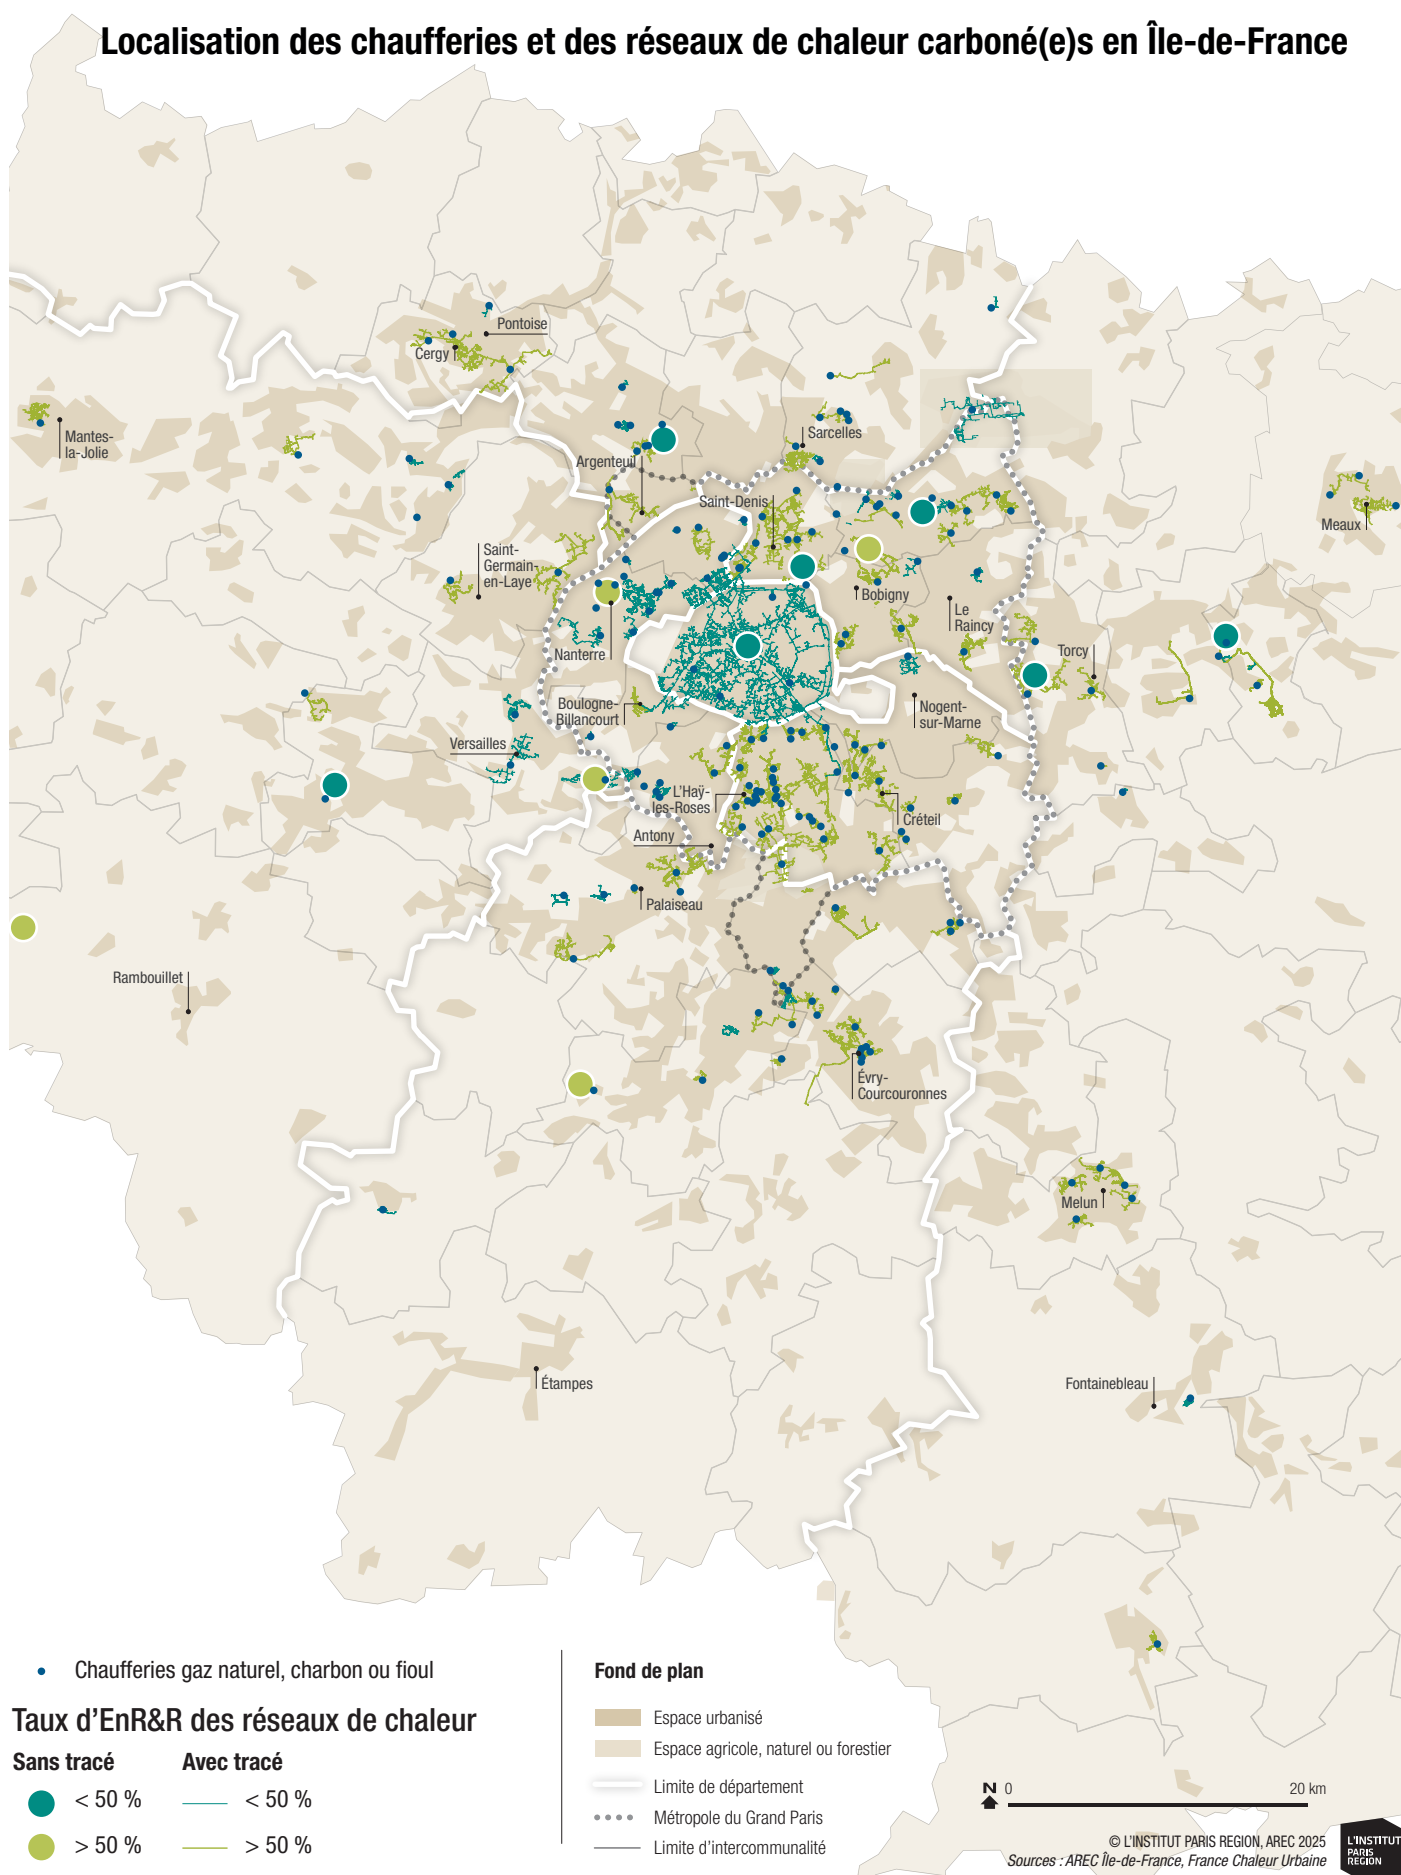 Localisation des chaufferies et des réseaux de chaleur carboné(e)s en Île-de-France
Pontoise
Cergy
Mantes-
la-Jolie
Sarcelles
Argenteuil
Saint-Denis
Meaux
Saint-
Germain-
en-Laye
Bobigny
Le
Raincy
Nanterre
Torcy
Boulogne-
Billancourt
Nogent-
sur-Marne
Versailles
L'Haÿ-
les-Roses
Créteil
Antony
Palaiseau
Rambouillet
Évry-
Courcouronnes
Melun
Étampes
Fontainebleau
Chaufferies gaz naturel, charbon ou fioul
Taux d'EnR&R des réseaux de chaleur
Sans tracé
Avec tracé
< 50 %
< 50 %
> 50 %
> 50 %
Fond de plan
Espace urbanisé
Espace agricole, naturel ou forestier
Limite de département
Métropole du Grand Paris
Limite d'intercommunalité
N
0
20 km
© L'INSTITUT PARIS REGION, AREC 2025
Sources : AREC Île-de-France, France Chaleur Urbaine
L'INSTITUT
PARIS
REGION